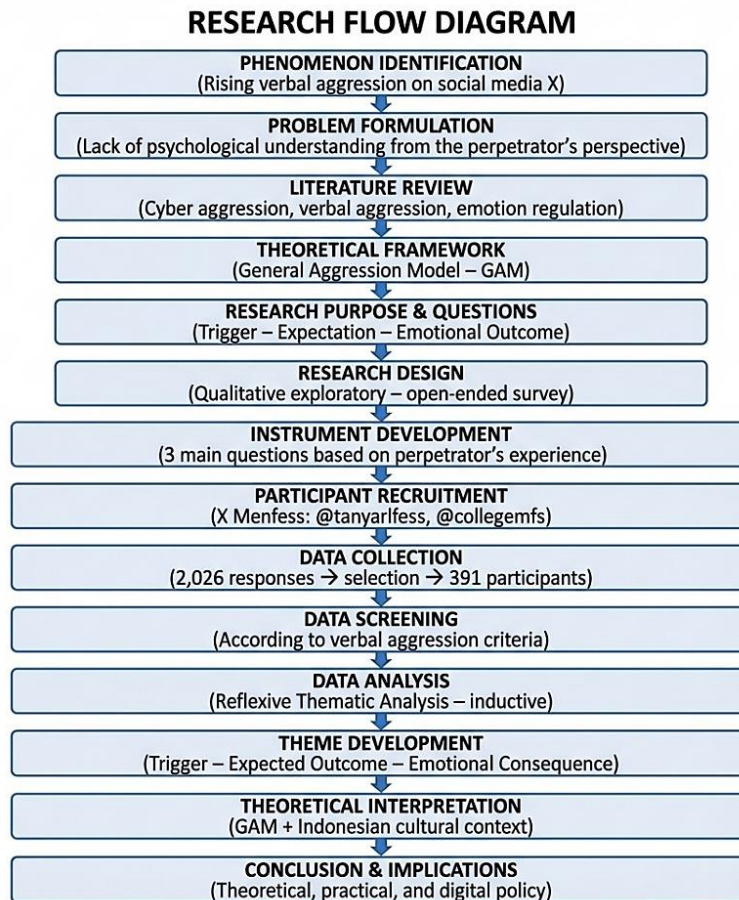 RESEARCH FLOW DIAGRAM
PHENOMENON IDENTIFICATION
(Rising verbal aggression on social media X)
PROBLEM FORMULATION
(Lack of psychological understanding from the perpetrator’s perspective)
LITERATURE REVIEW
(Cyber aggression, verbal aggression, emotion regulation)
THEORETICAL FRAMEWORK
(General Aggression Model – GAM)
RESEARCH PURPOSE & QUESTIONS
(Trigger – Expectation – Emotional Outcome)
RESEARCH DESIGN
(Qualitative exploratory – open-ended survey)
INSTRUMENT DEVELOPMENT
(3 main questions based on perpetrator’s experience)
PARTICIPANT RECRUITMENT
(X Menfess: @tanyarlfess, @collegemfs)
DATA COLLECTION
(2,026 responses → selection → 391 participants)
DATA SCREENING
(According to verbal aggression criteria)
DATA ANALYSIS
(Reflexive Thematic Analysis – inductive)
THEME DEVELOPMENT
(Trigger – Expected Outcome – Emotional Consequence)
THEORETICAL INTERPRETATION
(GAM + Indonesian cultural context)
CONCLUSION & IMPLICATIONS
(Theoretical, practical, and digital policy)